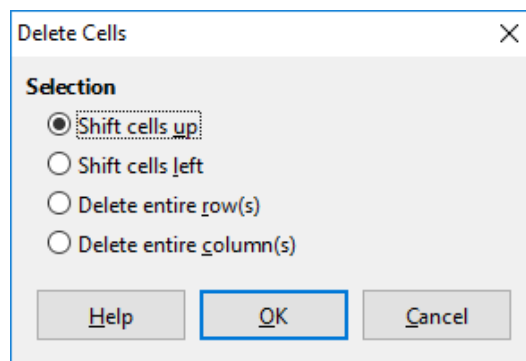 Delete Cells
Selection
Shift cells up
Shift cells left
Delete entire row(s)
Delete entire column(s)
Help OK Cancel